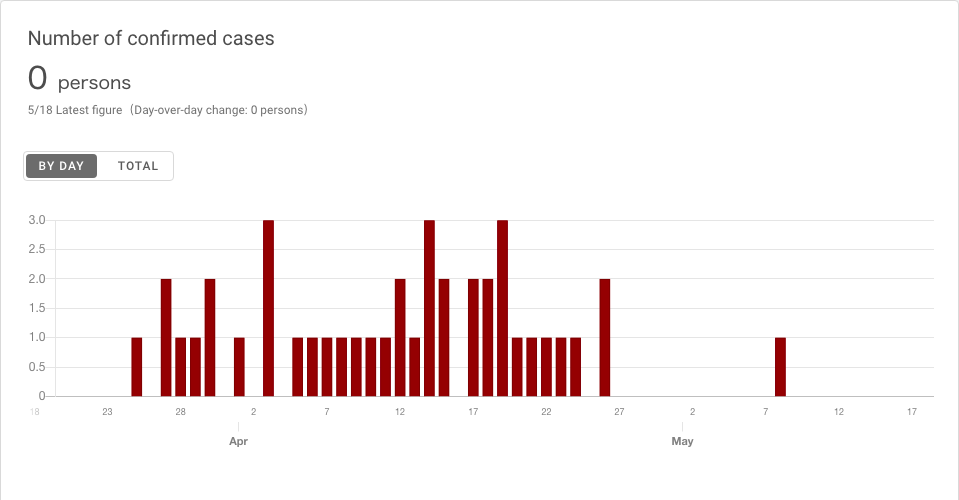 Number of confirmed cases
0 persons
5/18 Latest figure（Day-over-day change: 0 persons）
BY DAY TOTAL
3.0
2.5
2.0
1.5
1.0
0.5
0
18 23 28 2 7 12 17 22 27 2 7 12 17
Apr May